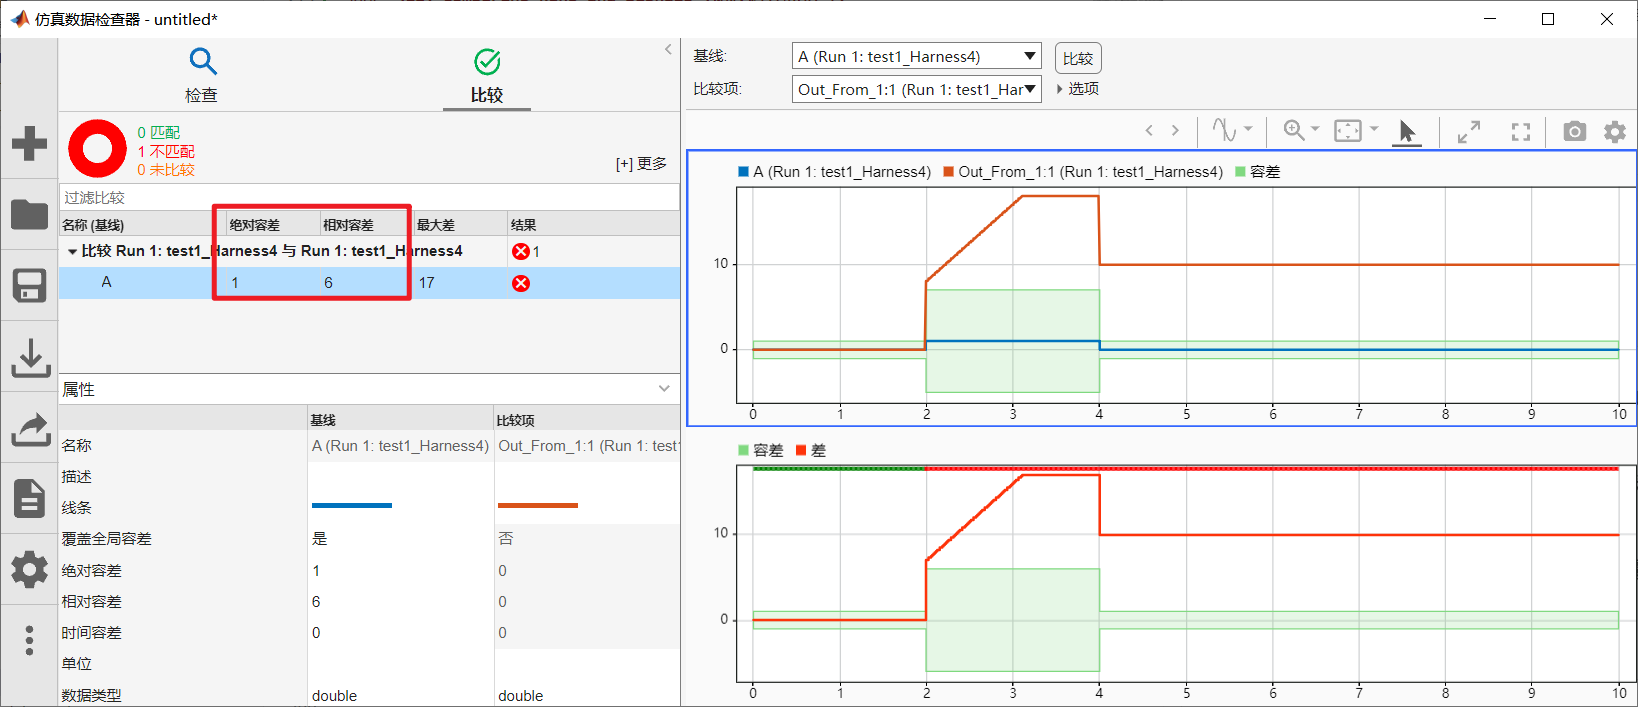 仿真数据检查器 - untitled*
检查
比较
0 匹配
1 不匹配
0 未比较
[+] 更多
过滤比较
名称 (基线) 绝对容差 相对容差 最大差 结果
比较 Run 1: test1_Harness4 与 Run 1: test1_Harness4 1
A 1 6 17
属性
基线 比较项
名称 A (Run 1: test1_Harness4) Out_From_1:1 (Run 1: test
描述
线条
覆盖全局容差 是 否
绝对容差 1 0
相对容差 6 0
时间容差 0 0
单位
数据类型 double double
基线: A (Run 1: test1_Harness4) 比较
比较项: Out_From_1:1 (Run 1: test1_Har 选项
A (Run 1: test1_Harness4) Out_From_1:1 (Run 1: test1_Harness4) 容差
10
0
0 1 2 3 4 5 6 7 8 9 10
容差 差
10
0
0 1 2 3 4 5 6 7 8 9 10